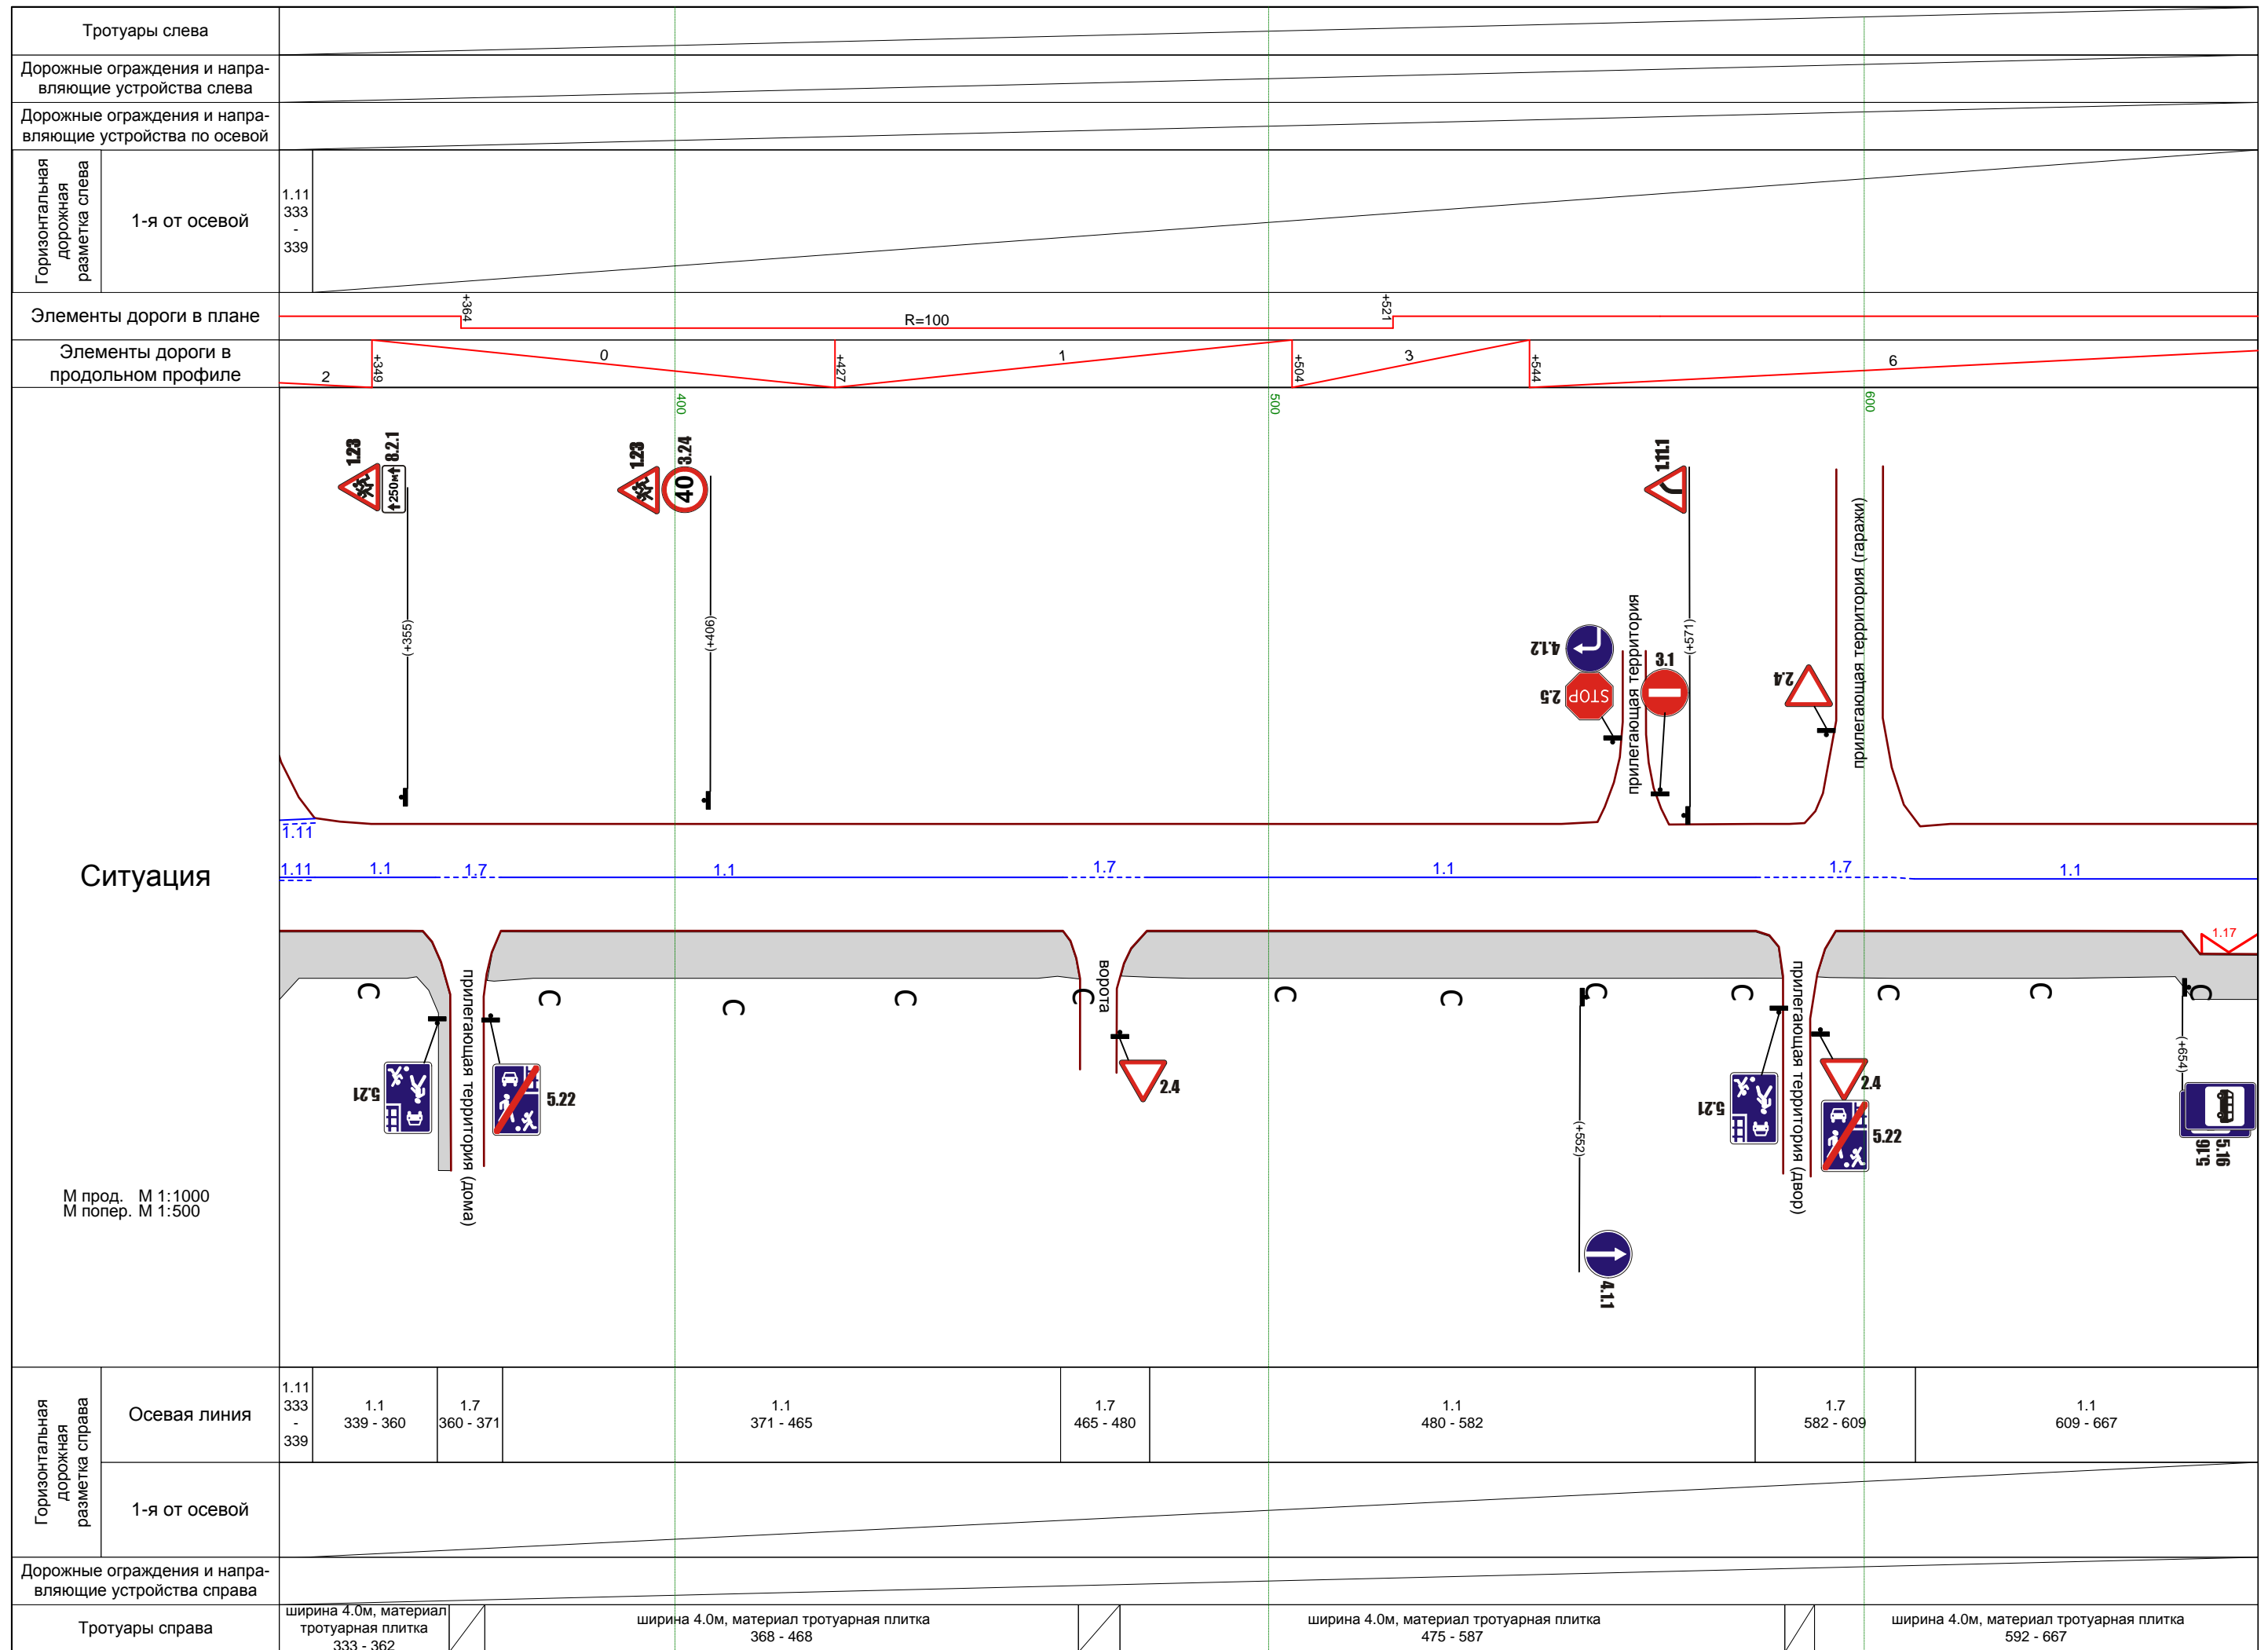 Тротуары слева
Дорожные ограждения и напра-
вляющие устройства слева
Дорожные ограждения и напра-
вляющие устройства по осевой
Горизонтальная
дорожная
разметка слева
1-я от осевой
1.11
333
-
339
Элементы дороги в плане
+364
R=100
+521
Элементы дороги в
продольном профиле
2
+349
0
+427
1
+504
3
+544
6
400
500
600
Ситуация
М прод. М 1:1000
М попер. М 1:500
1.23
8.2.1
250м
(+355)
1.23
3.24
40
(+406)
1.11.1
(+571)
4.1.2
2.5
STOP
прилегающая территория
3.1
2.4
прилегающая территория (гаражи)
1.11
1.11
1.1
1.7
1.1
1.7
1.1
1.7
1.1
1.17
С
С
С
С
С
С
С
С
С
С
С
С
5.21
прилегающая территория (дома)
5.22
ворота
2.4
(+552)
4.1.1
5.21
прилегающая территория (двор)
2.4
5.22
(+654)
5.16
5.16
Горизонтальная
дорожная
разметка справа
Осевая линия
1.11
333
-
339
1.1
339 - 360
1.7
360 - 371
1.1
371 - 465
1.7
465 - 480
1.1
480 - 582
1.7
582 - 609
1.1
609 - 667
1-я от осевой
Дорожные ограждения и напра-
вляющие устройства справа
Тротуары справа
ширина 4.0м, материал
тротуарная плитка
333 - 362
ширина 4.0м, материал тротуарная плитка
368 - 468
ширина 4.0м, материал тротуарная плитка
475 - 587
ширина 4.0м, материал тротуарная плитка
592 - 667